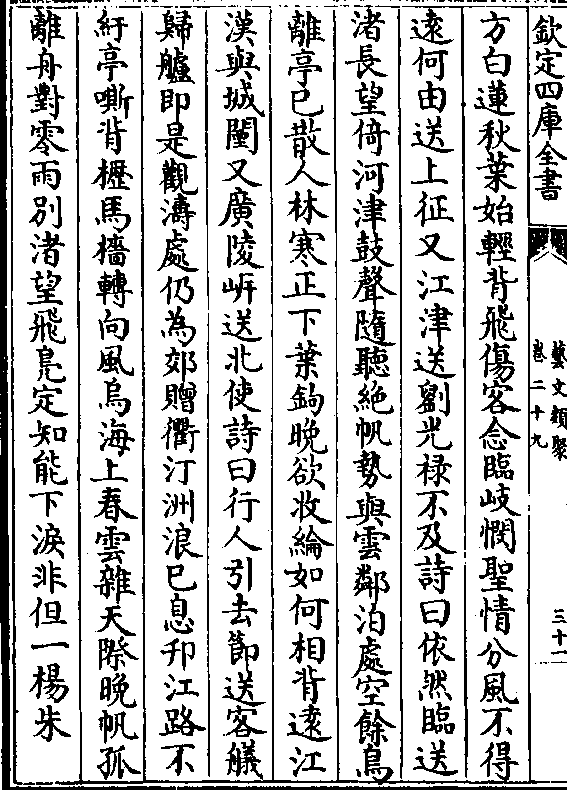 欽定四庫全書
藝文類聚
卷二十九
三十一
方白蓮秋葉始輕背飛傷客念臨岐憫聖情分風不得
逺何由送上征又江津送劉光禄不及詩曰依然臨送
渚長望倚河津鼓聲隨聽絶帆勢與雲鄰泊處空餘鳥
離亭已散人林寒正下葉鈎晚欲收綸如何相背逺江
漢與城闉又廣陵岍送北使詩曰行人引去節送客艤
歸艫即是觀濤處仍為郊贈衢汀洲浪已息邗江路不
紆亭嘶背櫪馬檣轉向風烏海上春雲雜天際晚帆孤
離舟對零雨別渚望飛鳬定知能下淚非但一楊朱